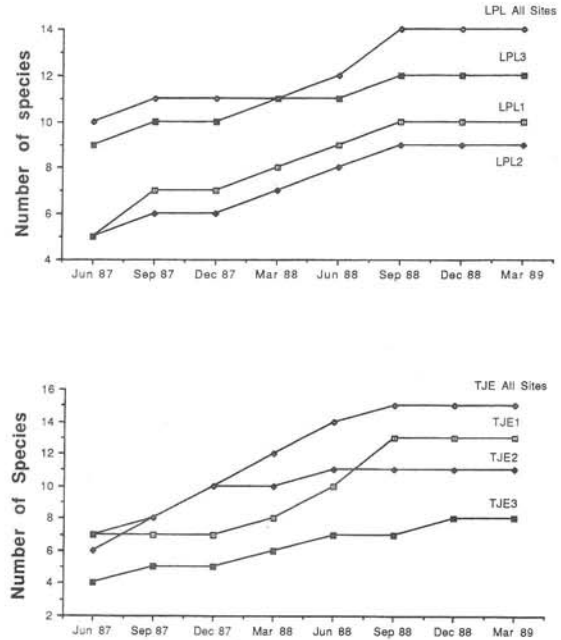 LPL All Sites
14
12
10
8
6
4
Number of species
LPL3
LPL1
LPL2
Jun 87 Sep 87 Dec 87 Mar 88 Jun 88 Sep 88 Dec 88 Mar 89
TJE All Sites
16
14
12
10
8
6
4
2
Number of Species
TJE1
TJE2
TJE3
Jun 87 Sep 87 Dec 87 Mar 88 Jun 88 Sep 88 Dec 88 Mar 89